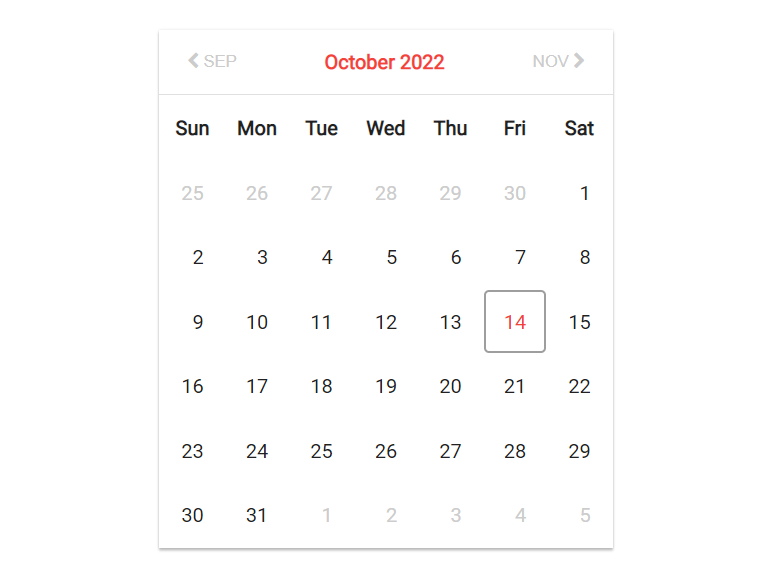 SEP October 2022 NOV
Sun Mon Tue Wed Thu Fri Sat
25 26 27 28 29 30 1
2 3 4 5 6 7 8
9 10 11 12 13 14 15
16 17 18 19 20 21 22
23 24 25 26 27 28 29
30 31 1 2 3 4 5